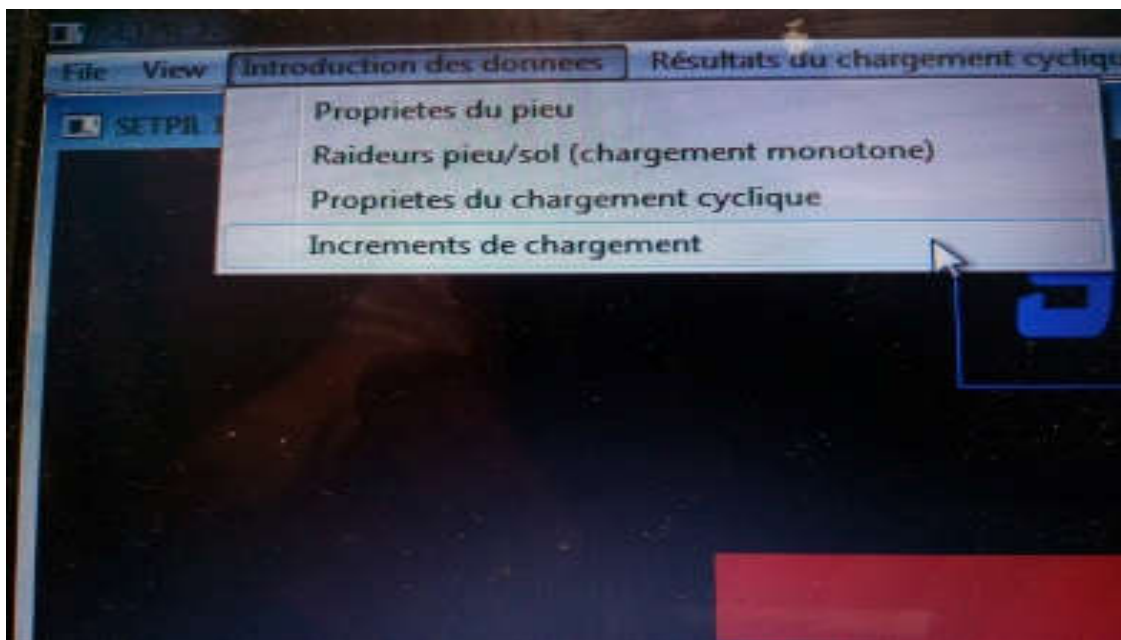 File View Introduction des donnees Résultats du chargement
SETPIL
Proprietes du pieu
Raideurs pieu/sol (chargement monotone)
Proprietes du chargement cyclique
Increments de chargement